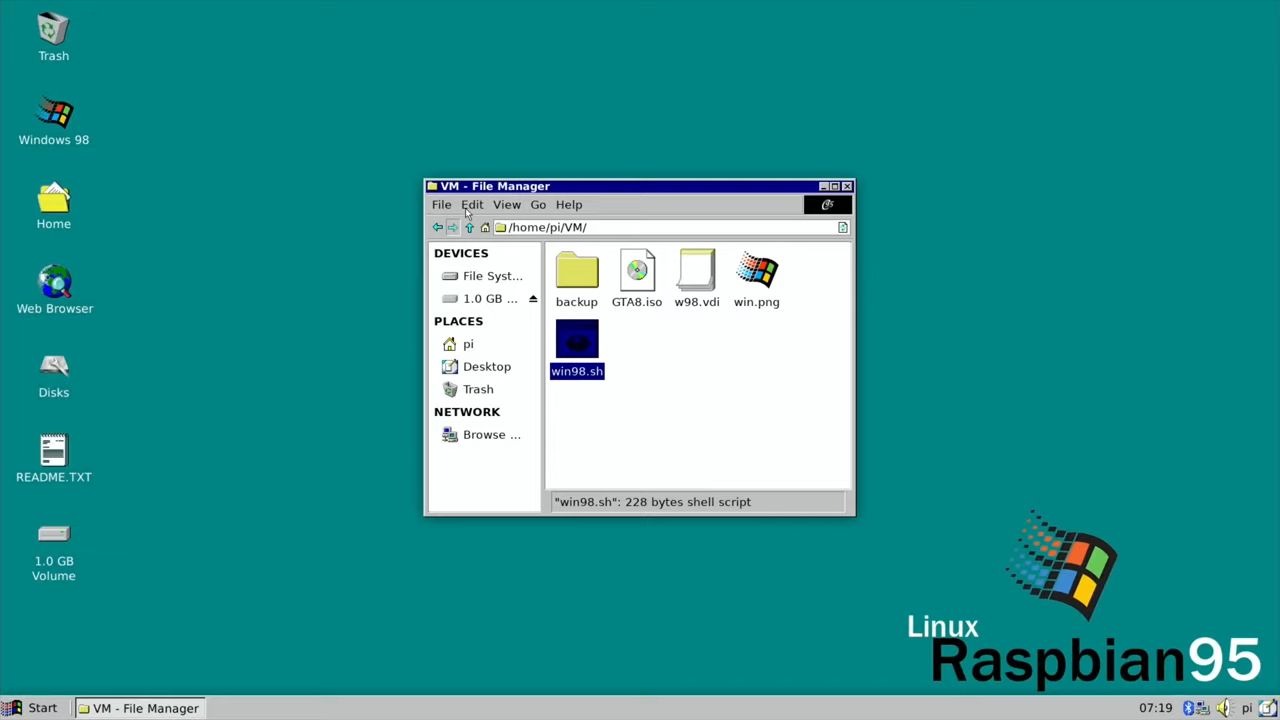 Trash
Windows 98
Home
Web Browser
Disks
README.TXT
1.0 GB
Volume
VM - File Manager
File Edit View Go Help
/home/pi/VM/
DEVICES
File Syst...
1.0 GB ...
PLACES
pi
Desktop
Trash
NETWORK
Browse ...
backup GTA8.iso w98.vdi win.png
win98.sh
"win98.sh": 228 bytes shell script
Linux
Raspbian95
Start VM - File Manager 07:19 pi